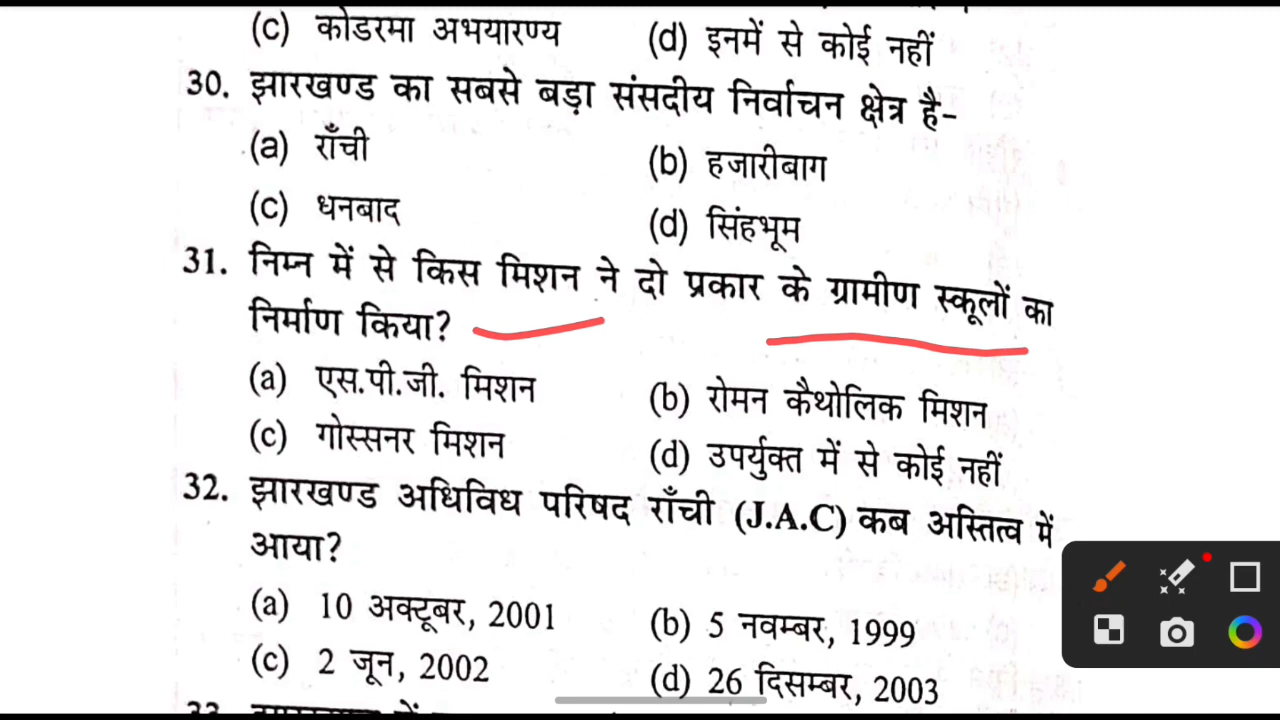 (c) कोडरमा अभयारण्य (d) इनमें से कोई नहीं
30. झारखण्ड का सबसे बड़ा संसदीय निर्वाचन क्षेत्र है-
(a) राँची (b) हजारीबाग
(c) धनबाद (d) सिंहभूम
31. निम्न में से किस मिशन ने दो प्रकार के ग्रामीण स्कूलों का
निर्माण किया?
(a) एस.पी.जी. मिशन (b) रोमन कैथोलिक मिशन
(c) गोस्सनर मिशन (d) उपर्युक्त में से कोई नहीं
32. झारखण्ड अधिविध परिषद राँची (J.A.C) कब अस्तित्व में
आया?
(a) 10 अक्टूबर, 2001 (b) 5 नवम्बर, 1999
(c) 2 जून, 2002 (d) 26 दिसम्बर, 2003